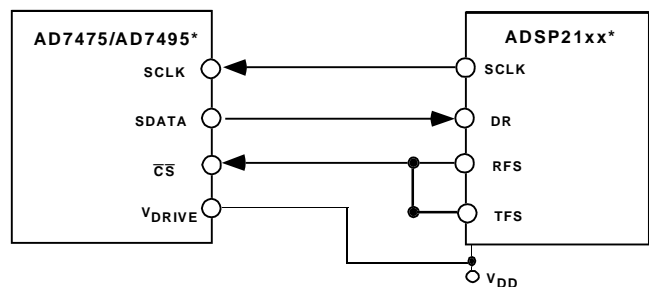 AD7475/AD7495*
SCLK
SDATA
CS
VDRIVE
ADSP21xx*
SCLK
DR
RFS
TFS
VDD